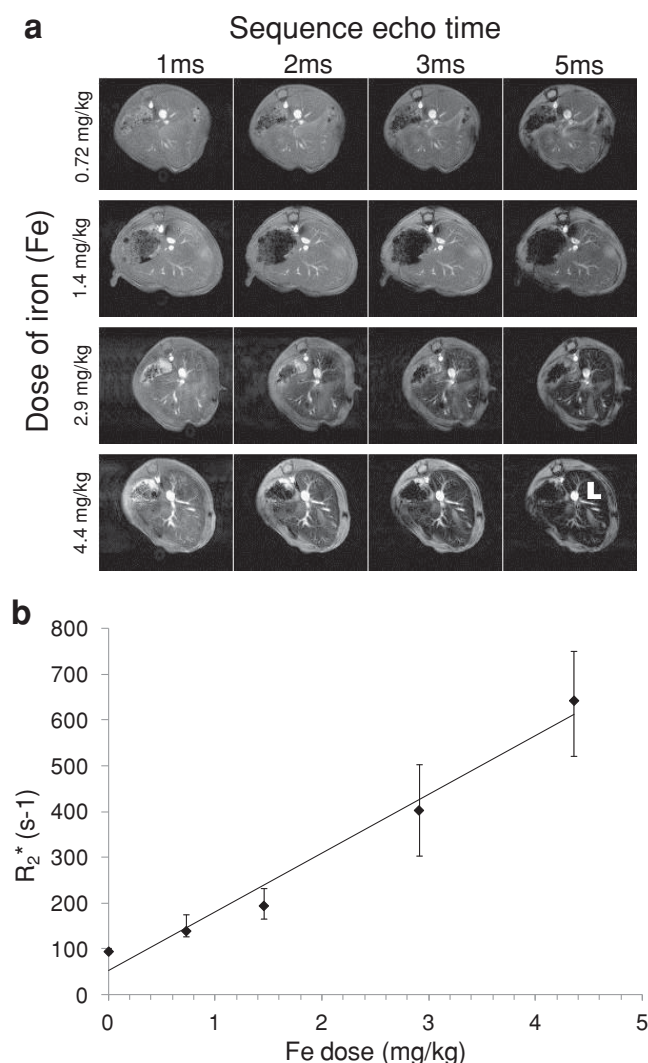 a
Sequence echo time
1ms 2ms 3ms 5ms
Dose of iron (Fe)
0.72 mg/kg
1.4 mg/kg
2.9 mg/kg
4.4 mg/kg
L
b
R2* (s-1)
800
700
600
500
400
300
200
100
0
0 1 2 3 4 5
Fe dose (mg/kg)